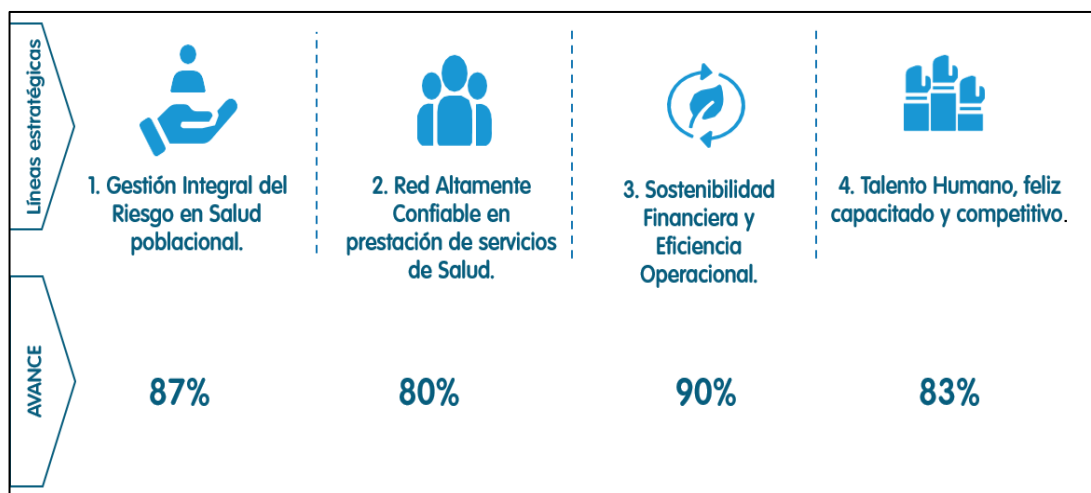 Líneas estratégicas
1. Gestión Integral del
Riesgo en Salud
poblacional.
2. Red Altamente
Confiable en
prestación de servicios
de Salud.
3. Sostenibilidad
Financiera y
Eficiencia
Operacional.
4. Talento Humano, feliz
capacitado y competitivo.
AVANCE
87%
80%
90%
83%